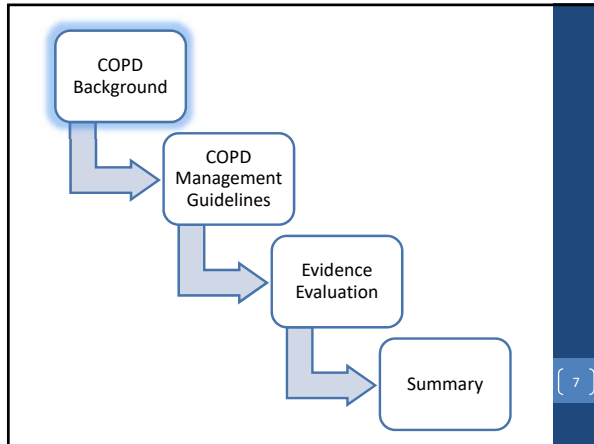 COPD
Background
COPD
Management
Guidelines
Evidence
Evaluation
Summary
7